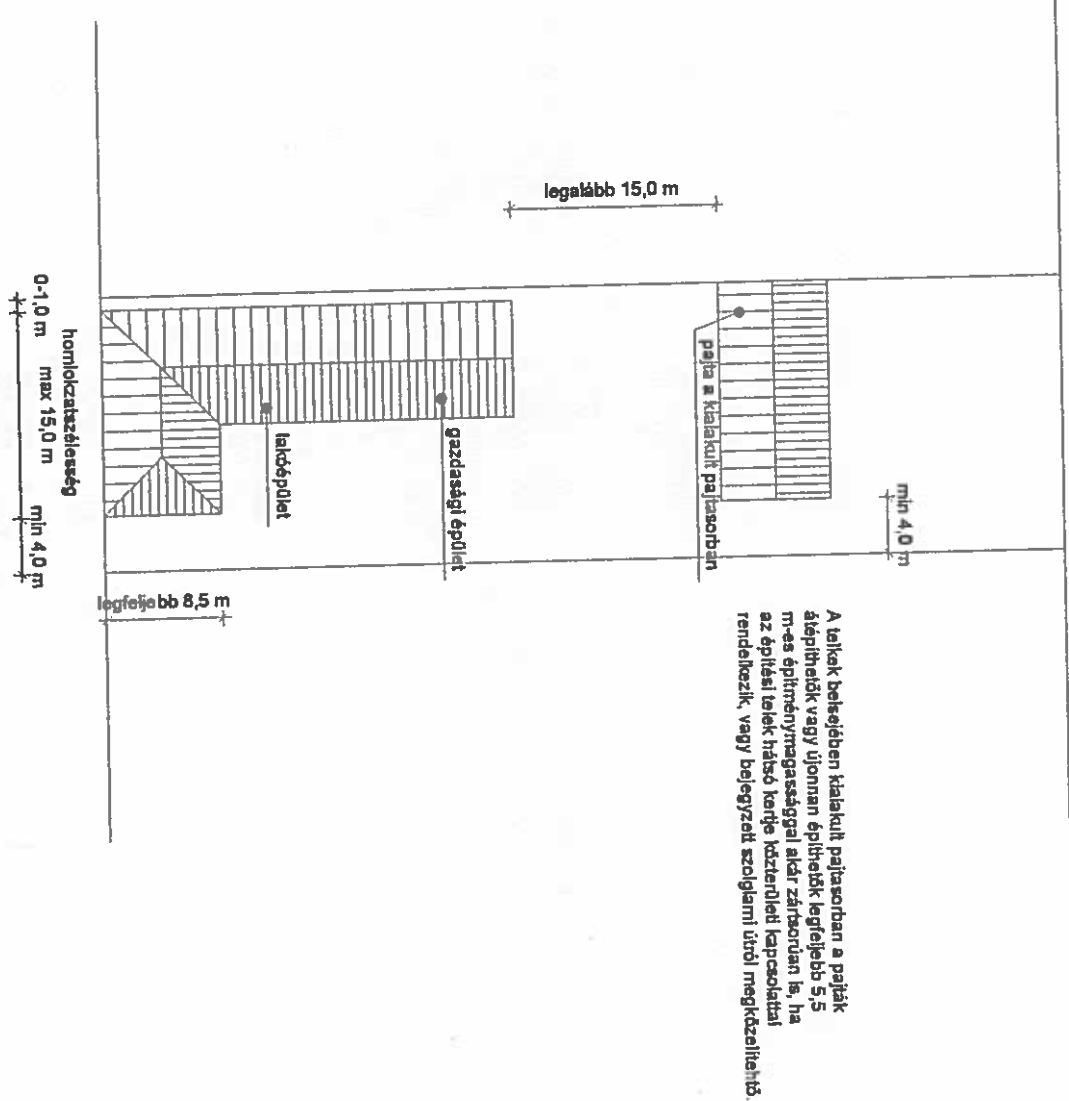 legalább 15,0 m
pajta a kialakult pajtasorban
min 4,0 m
gazdasági épület
lakóépület
0-1,0 m
homlokzatszélesség
max 15,0 m
min 4,0 m
legfeljebb 8,5 m
A telkek belsejében kialakult pajtasorban a pajták
átépíthetők vagy újonnan építhetők legfeljebb 5,5
m-es építménymagassággal akár zártsorúan is, ha
az építési telek hátsó kertje közterületi kapcsolattal
rendelkezik, vagy bejegyzett szolglami útról megközelítehtő.